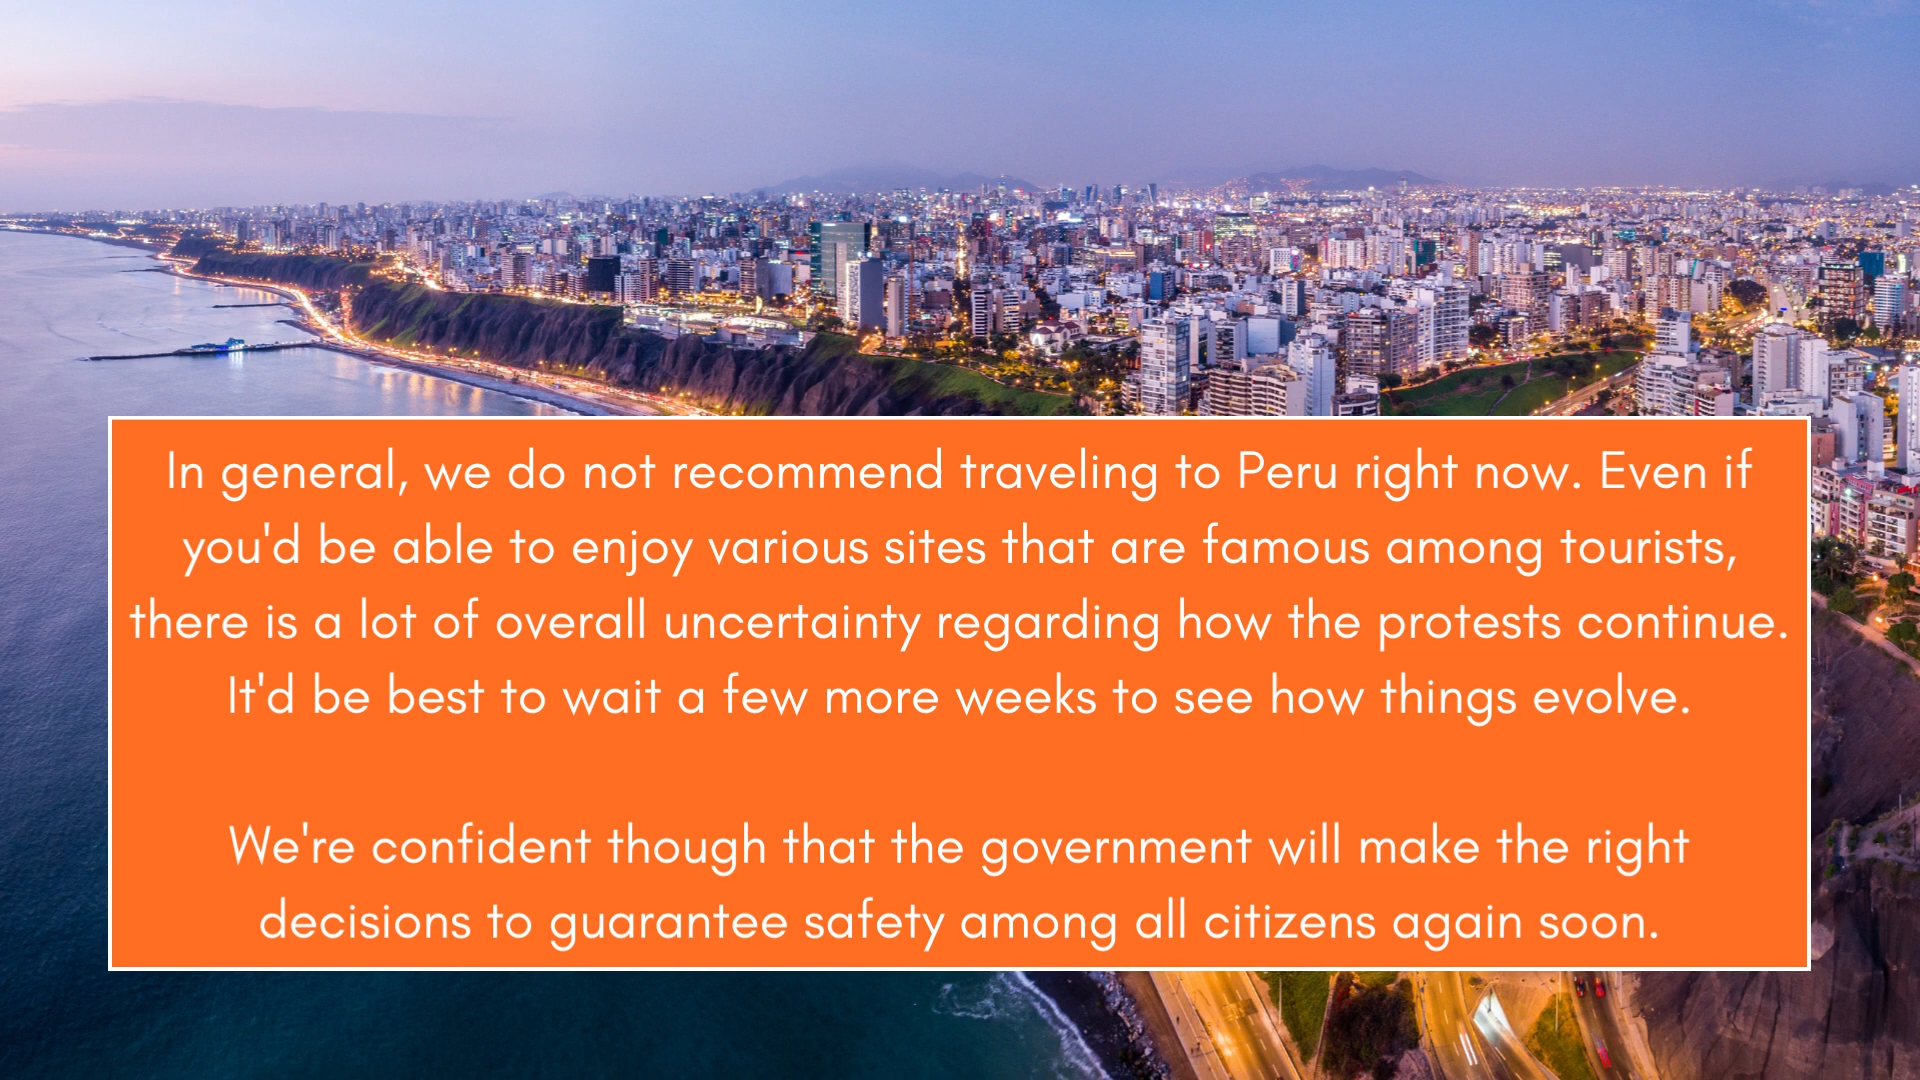 In general, we do not recommend traveling to Peru right now. Even if
you'd be able to enjoy various sites that are famous among tourists,
there is a lot of overall uncertainty regarding how the protests continue.
It'd be best to wait a few more weeks to see how things evolve.
We're confident though that the government will make the right
decisions to guarantee safety among all citizens again soon.